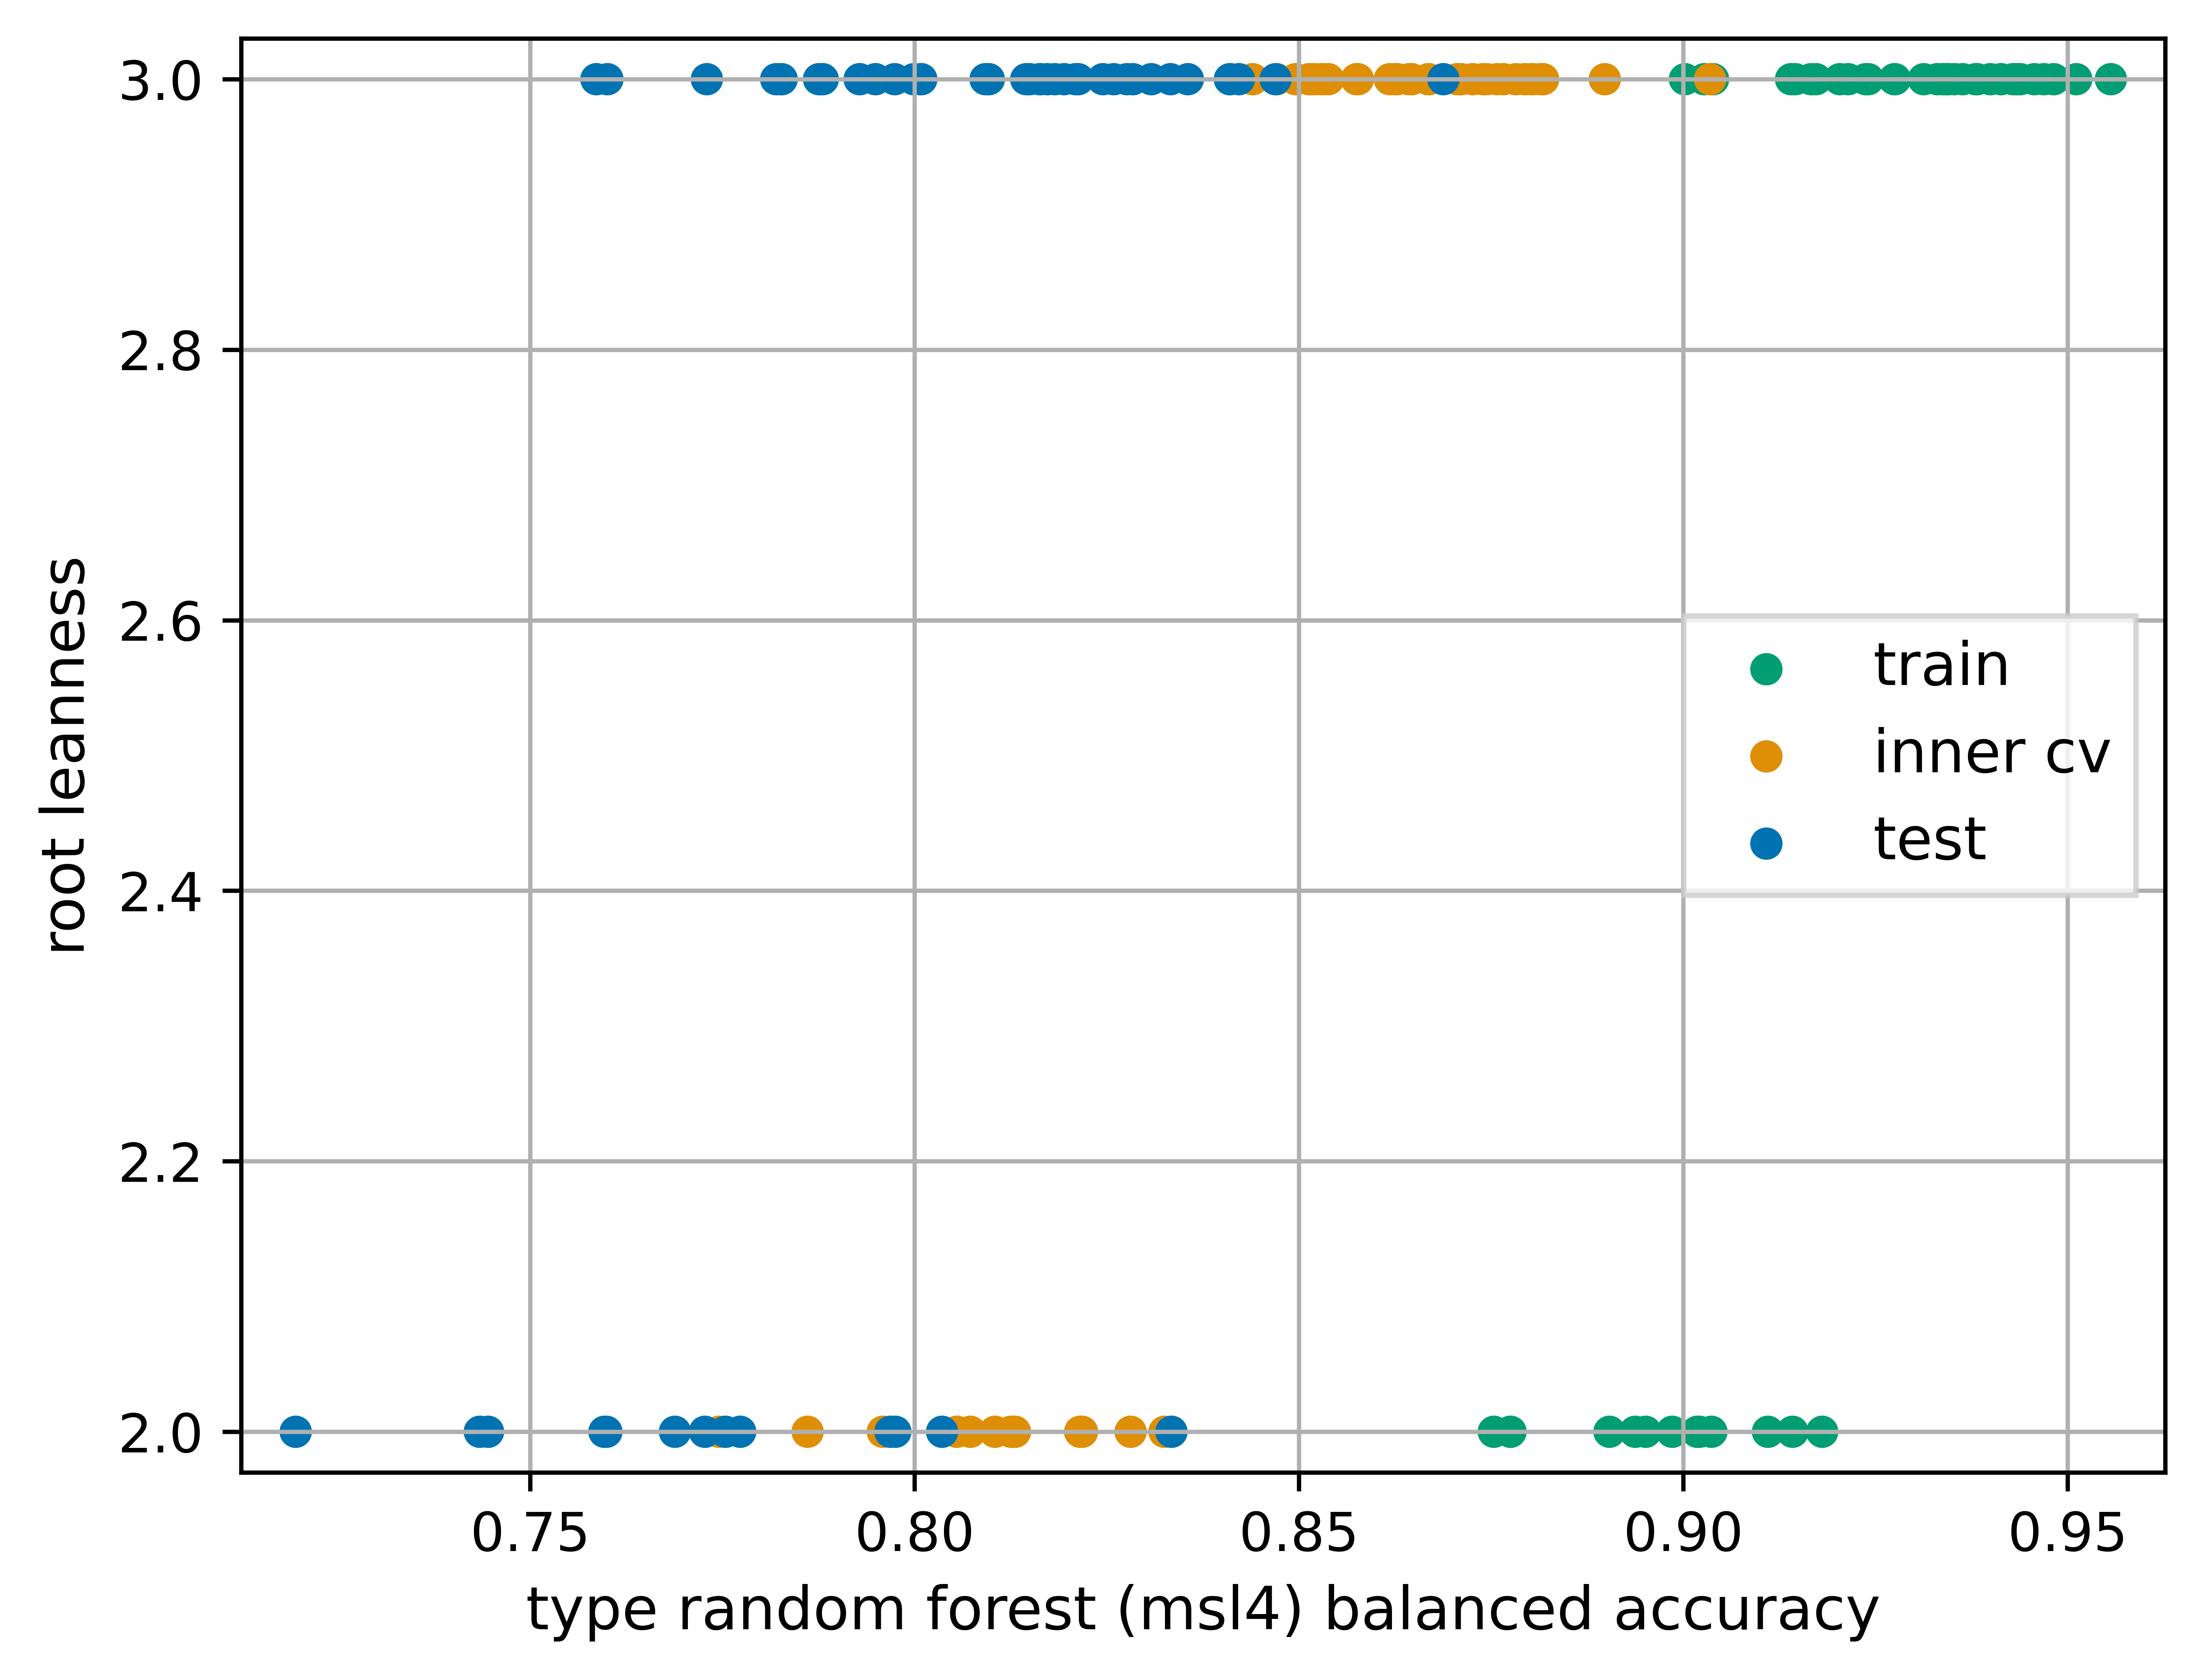 3.0
2.8
2.6
2.4
2.2
2.0
root leanness
train
inner cv
test
0.75 0.80 0.85 0.90 0.95
type random forest (msl4) balanced accuracy